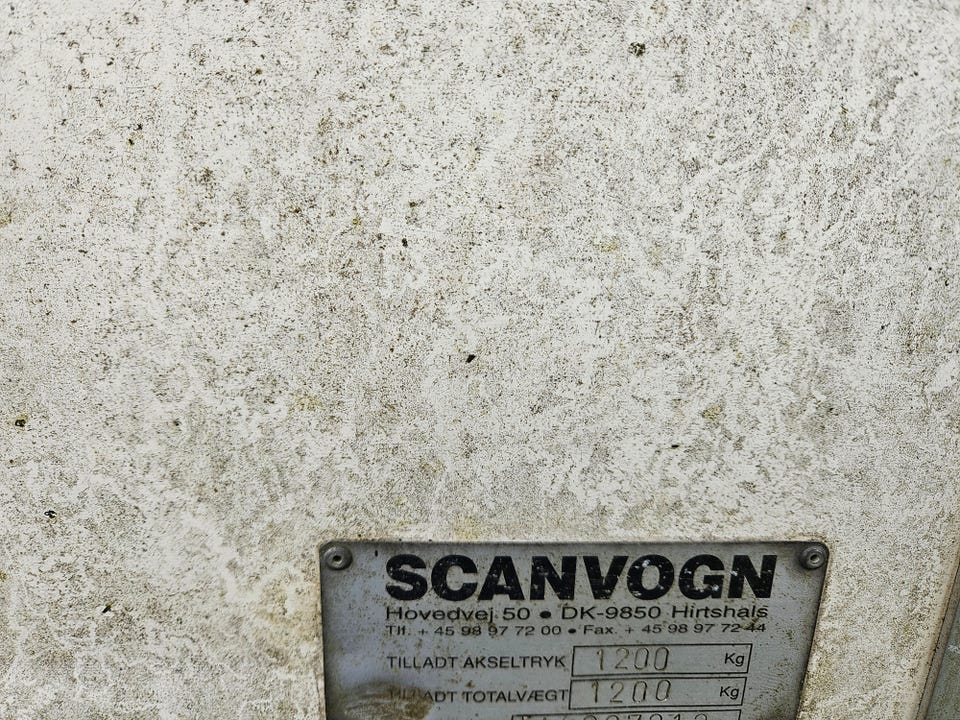 SCANVOGN
Hovedvej 50 • DK-9850 Hirtshals
Tlf. + 45 98 97 72 00 • Fax. + 45 98 97 72 44
TILLADT AKSELTRYK 1200 Kg
TILLADT TOTALVÆGT 1200 Kg